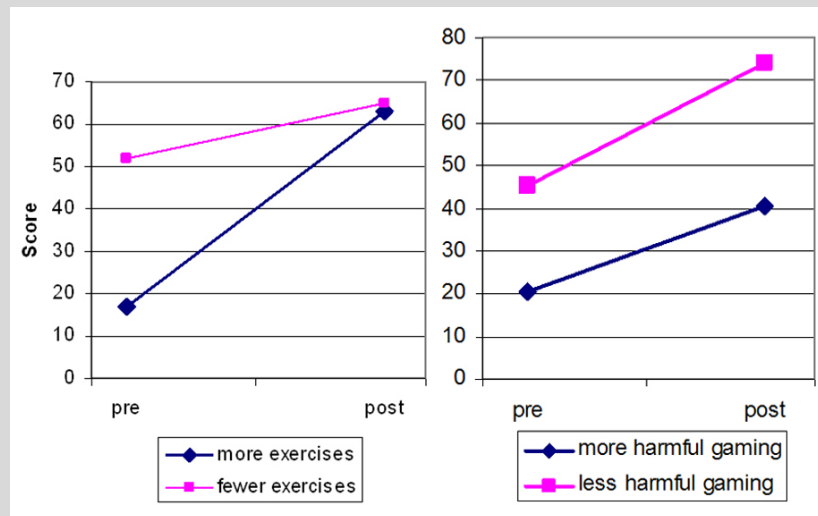 70
60
50
40
30
20
10
0
Score
pre post
more exercises
fewer exercises
80
70
60
50
40
30
20
10
0
pre post
more harmful gaming
less harmful gaming